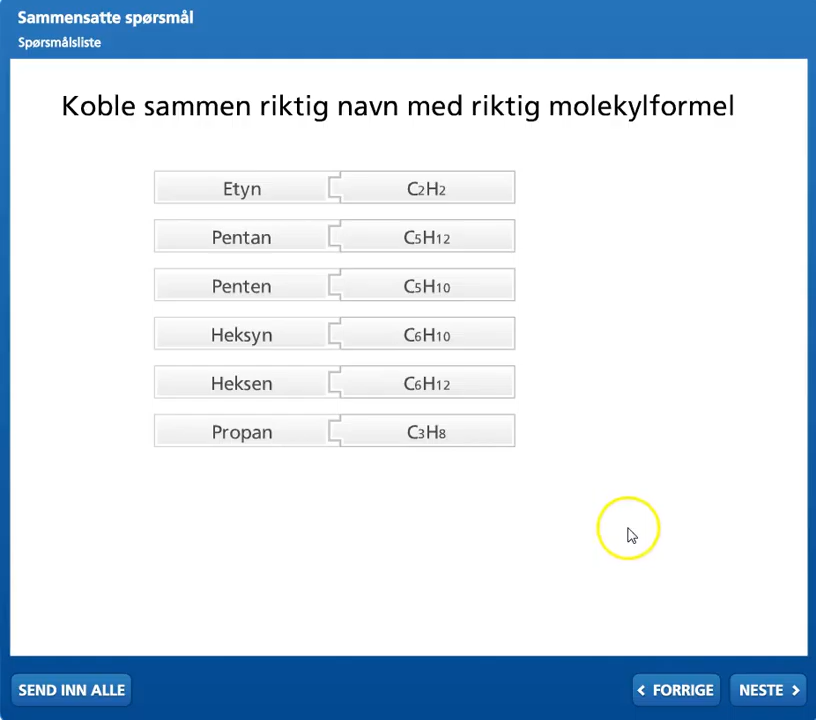 Sammensatte spørsmål
Spørsmålsliste
Koble sammen riktig navn med riktig molekylformel
Etyn C2H2
Pentan C5H12
Penten C5H10
Heksyn C6H10
Heksen C6H12
Propan C3H8
SEND INN ALLE < FORRIGE NESTE >